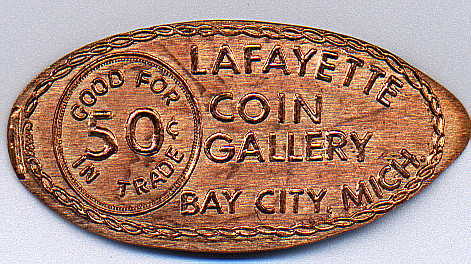 GOOD FOR
50¢
IN TRADE
LAFAYETTE
COIN
GALLERY
BAY CITY, MICH.